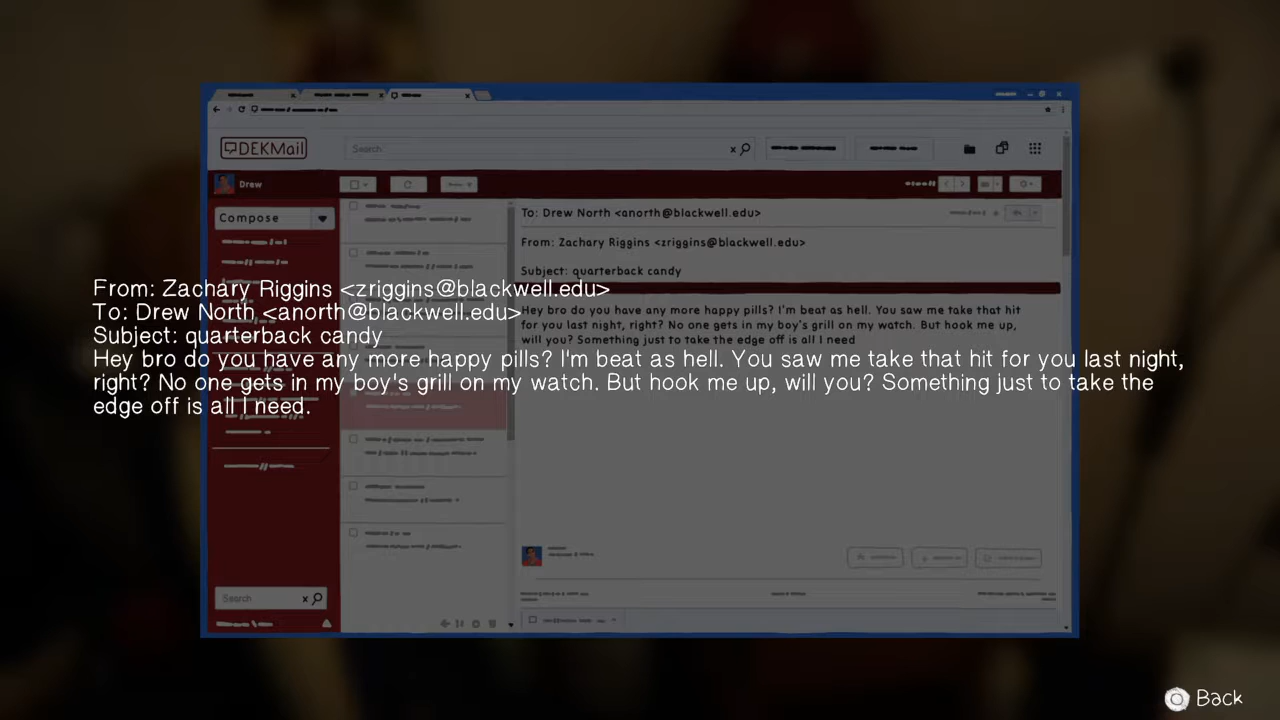 DEKMail
Search
Drew
Compose
To: Drew North <anorth@blackwell.edu>
From: Zachary Riggins <zriggins@blackwell.edu>
Subject: quarterback candy
Hey bro do you have any more happy pills? I'm beat as hell. You saw me take that hit
for you last night, right? No one gets in my boy's grill on my watch. But hook me up,
will you? Something just to take the edge off is all I need
From: Zachary Riggins <zriggins@blackwell.edu>
To: Drew North <anorth@blackwell.edu>
Subject: quarterback candy
Hey bro do you have any more happy pills? I'm beat as hell. You saw me take that hit for you last night,
right? No one gets in my boy's grill on my watch. But hook me up, will you? Something just to take the
edge off is all I need.
Search
Back